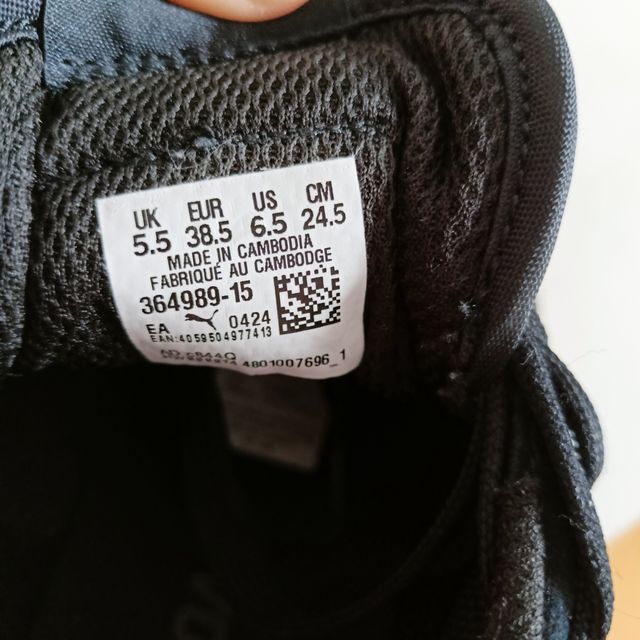 UK EUR US CM
5.5 38.5 6.5 24.5
MADE IN CAMBODIA
FABRIQUÉ AU CAMBODGE
364989-15
EA 0424
EAN:4059504977413
4801007696_1